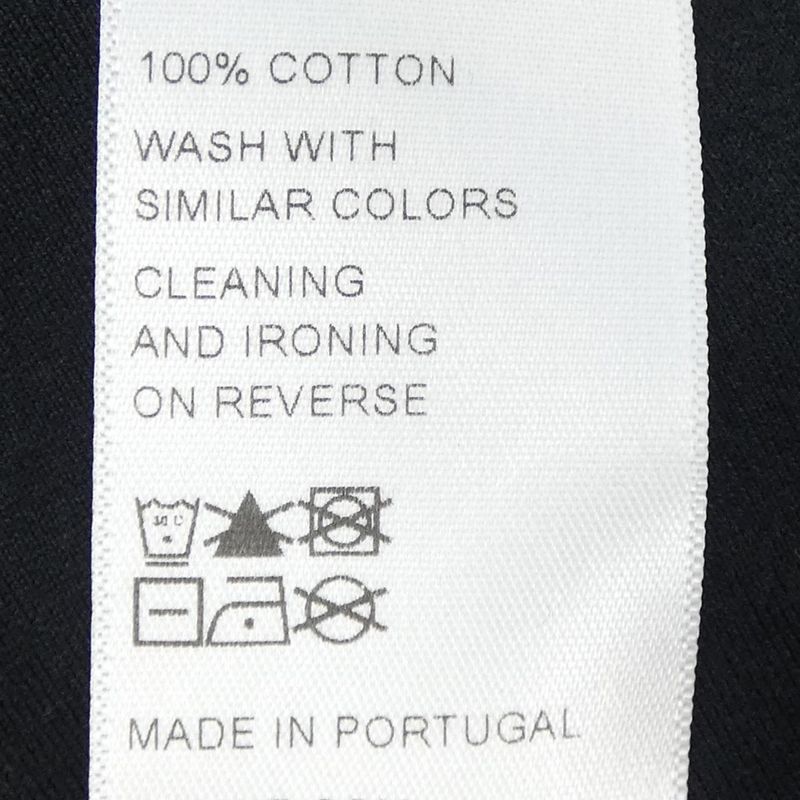 100% COTTON
WASH WITH
SIMILAR COLORS
CLEANING
AND IRONING
ON REVERSE
MADE IN PORTUGAL